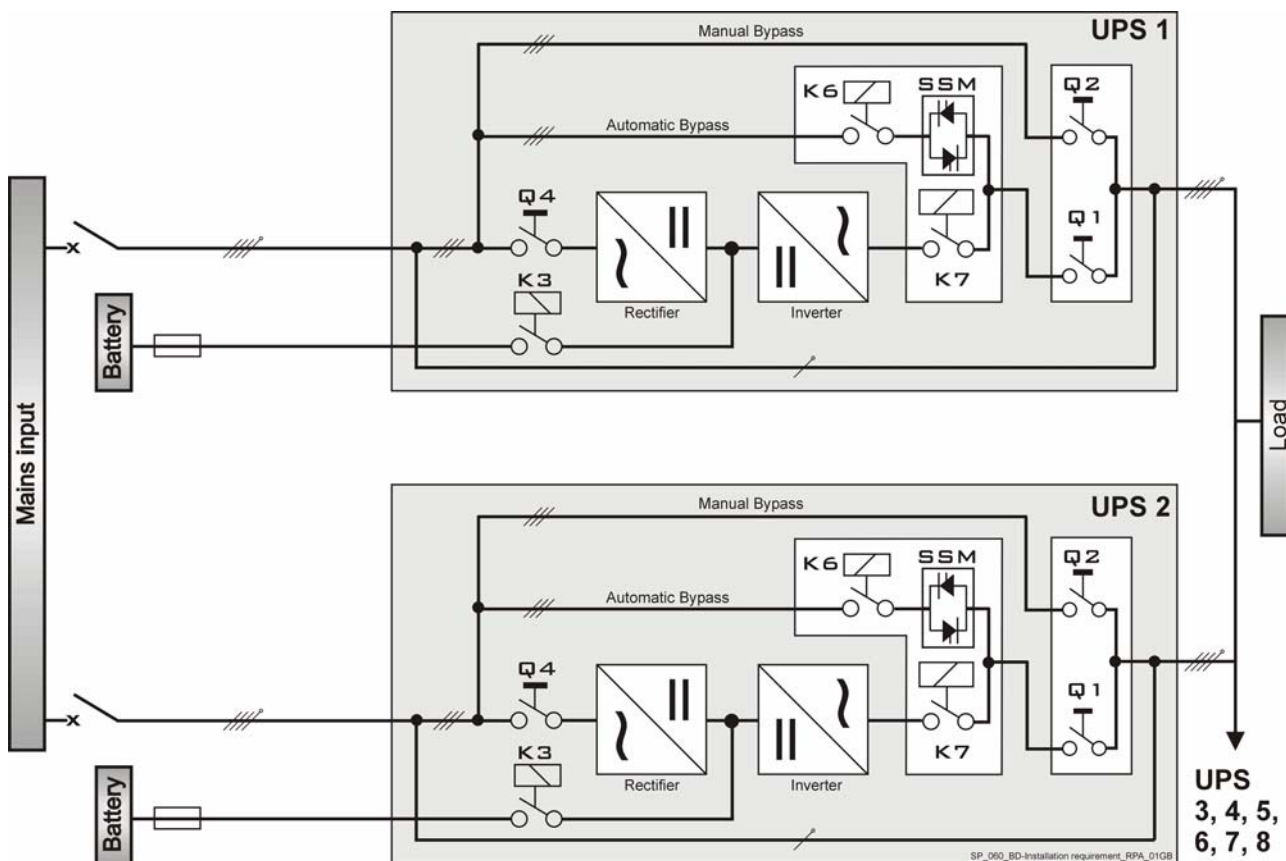 UPS 1
Manual Bypass
K6
SSM
Q2
Automatic Bypass
Q4
Q1
K3
K7
Rectifier
Inverter
Battery
Mains input
Load
UPS 2
Manual Bypass
K6
SSM
Q2
Automatic Bypass
Q4
Q1
K3
K7
Rectifier
Inverter
Battery
UPS
3, 4, 5,
6, 7, 8
SP_060_BD-Installation requirement_RPA_01GB